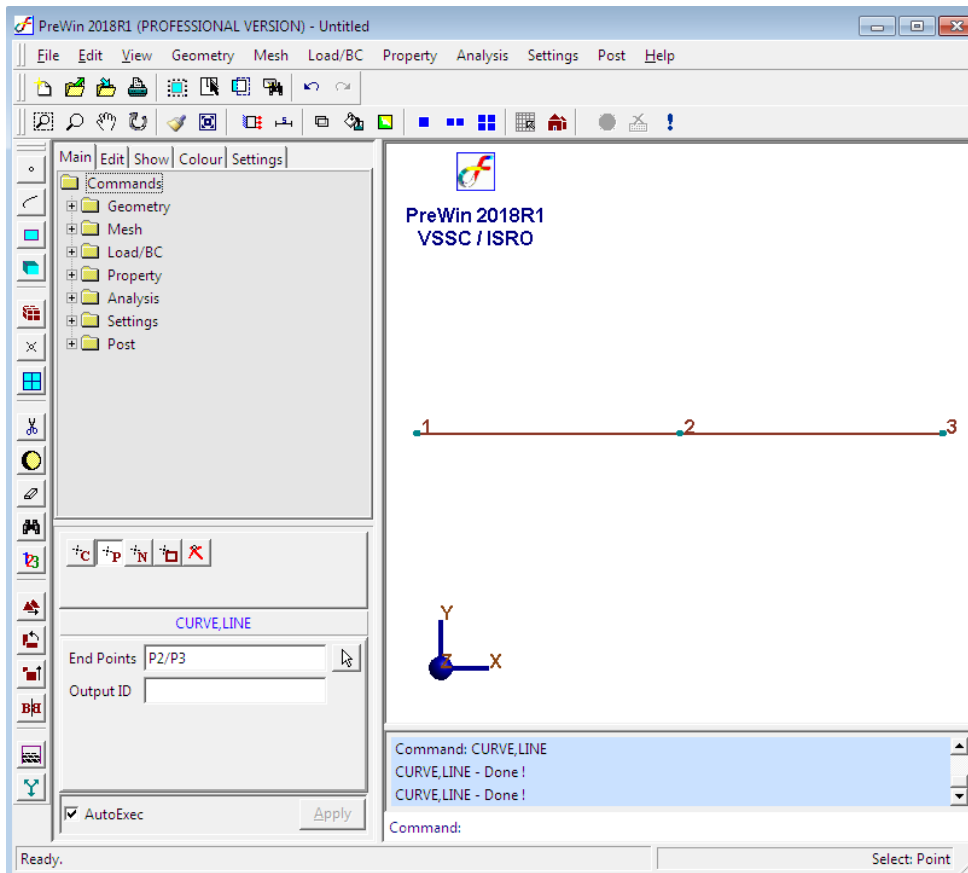 PreWin 2018R1 (PROFESSIONAL VERSION) - Untitled
File Edit View Geometry Mesh Load/BC Property Analysis Settings Post Help
Main Edit Show Colour Settings
Commands
Geometry
Mesh
Load/BC
Property
Analysis
Settings
Post
PreWin 2018R1
VSSC / ISRO
1 2 3
C P N
CURVE,LINE
End Points P2/P3
Output ID
AutoExec Apply
Y
Z X
Command: CURVE,LINE
CURVE,LINE - Done !
CURVE,LINE - Done !
Command:
Ready. Select: Point
123
B B